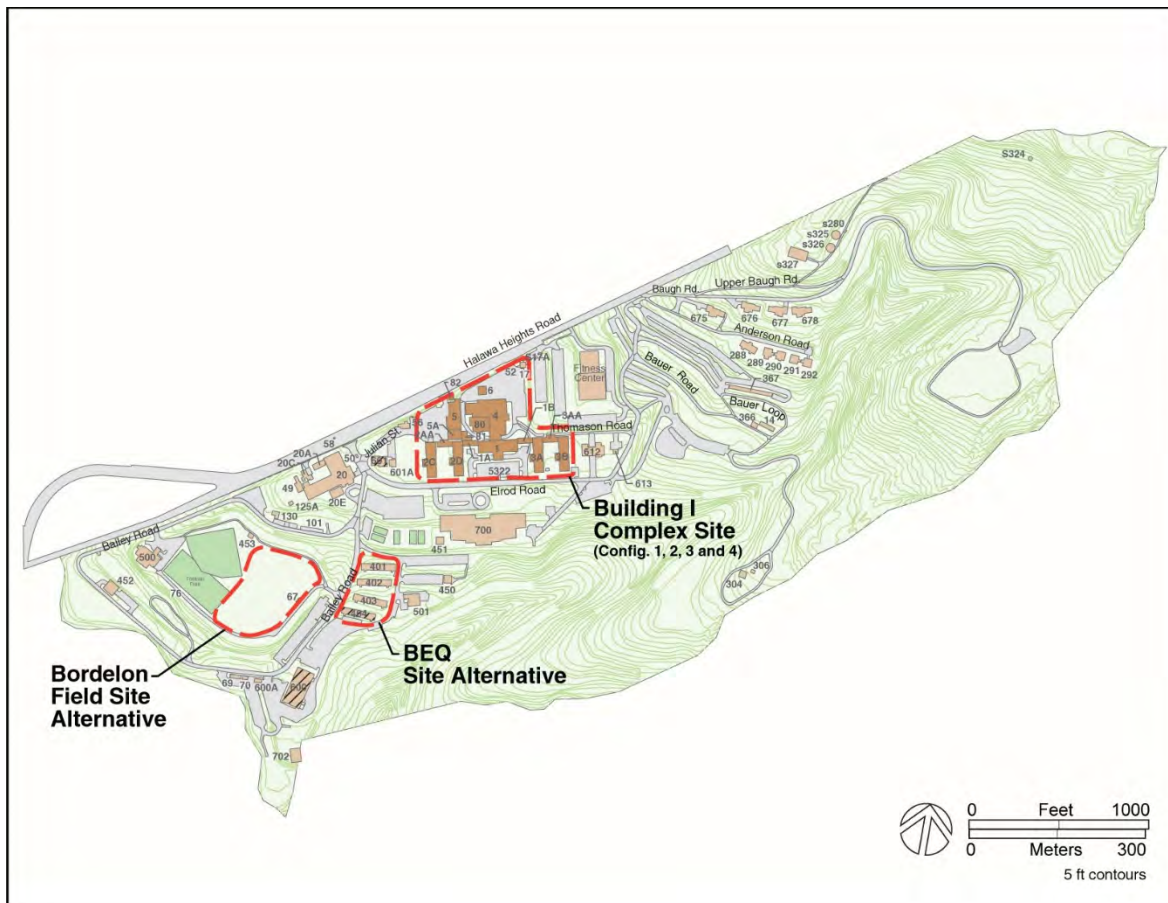 S324
s280
s325
s326
s327
Upper Baugh Rd.
Baugh Rd.
675
676
677
678
Anderson Road
288
289
290
291
292
367
Bauer Road
Bauer Loop
366
14
Halawa Heights Road
517A
52
17
Fitness
Center
82
6
5
4
80
1B
3AA
Thomason Road
5A
2AA
81
56
Julian St.
2C
2D
1A
1
3A
3B
5322
612
613
601A
Elrod Road
58
50
20A
20C
20
49
20E
125A
130
101
700
451
Building I
Complex Site
(Config. 1, 2, 3 and 4)
Bailey Road
500
453
452
76
67
401
402
403
Bailey Road
450
501
304
306
BEQ
Site Alternative
Bordelon
Field Site
Alternative
69
70
600A
600
702
0 Feet 1000
0 Meters 300
5 ft contours